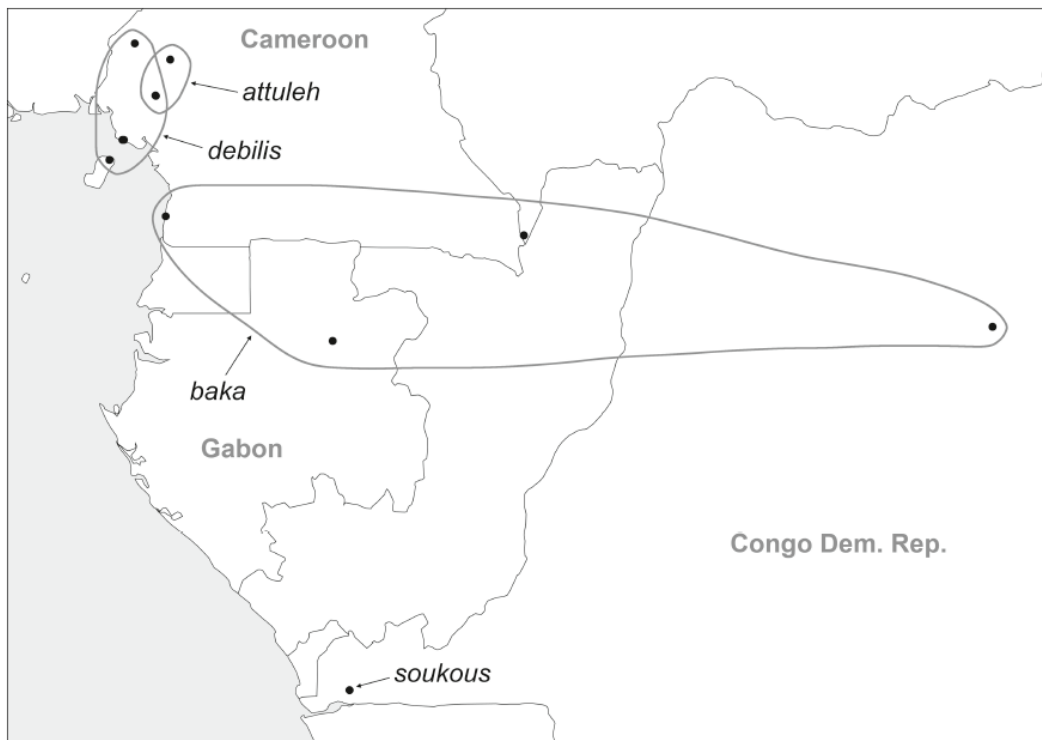 Cameroon
attuleh
debilis
baka
Gabon
Congo Dem. Rep.
soukous